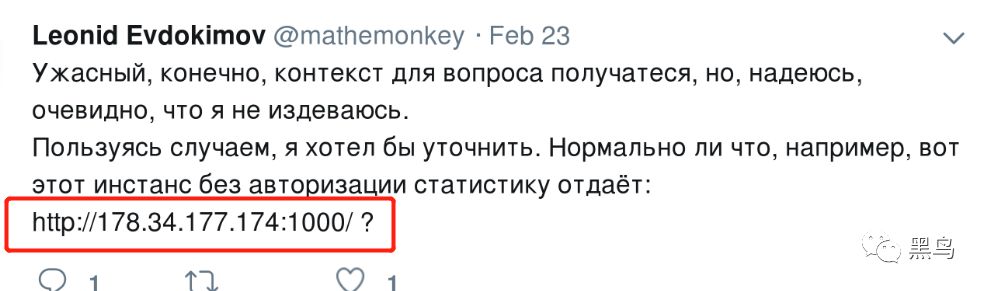 Leonid Evdokimov @mathemonkey · Feb 23
Ужасный, конечно, контекст для вопроса получатеся, но, надеюсь,
очевидно, что я не издеваюсь.
Пользуясь случаем, я хотел бы уточнить. Нормально ли что, например, вот
этот инстанс без авторизации статистику отдаёт:
http://178.34.177.174:1000/ ?
1
1
黑鸟